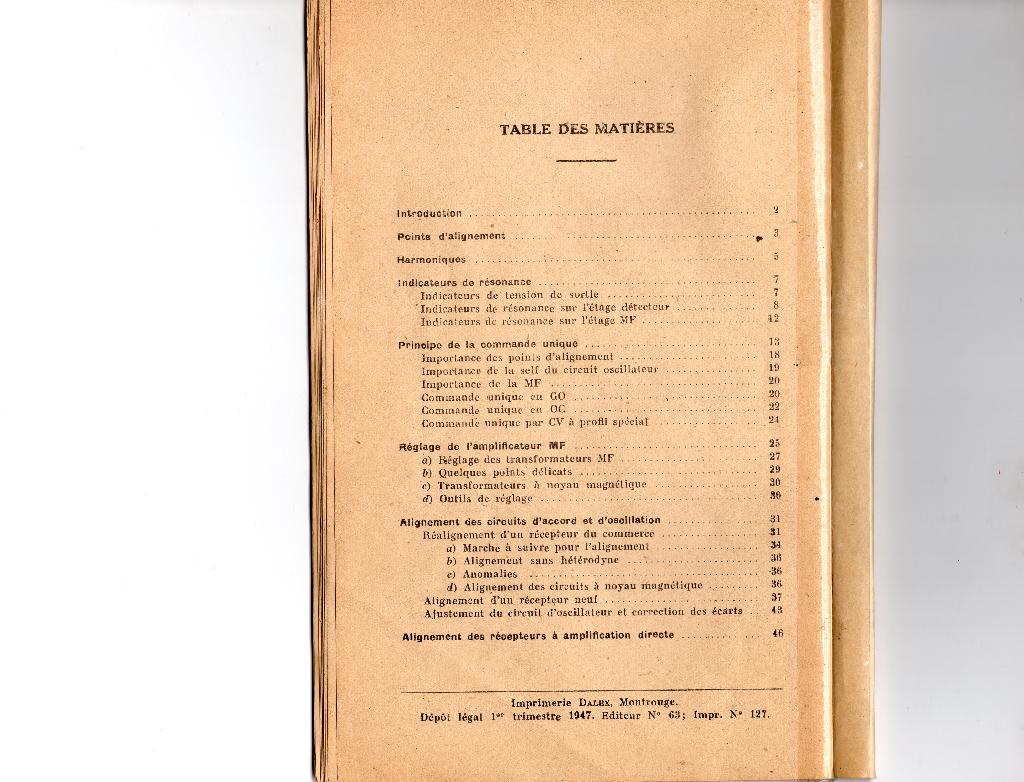 TABLE DES MATIÈRES
Introduction 2
Points d'alignement 3
Harmoniques 5
Indicateurs de résonance 7
Indicateurs de tension de sortie 7
Indicateurs de résonance sur l'étage détecteur 8
Indicateurs de résonance sur l'étage MF 12
Principe de la commande unique 13
Importance des points d'alignement 18
Importance de la self du circuit oscillateur 19
Importance de la MF 20
Commande unique en GO 20
Commande unique en OC 22
Commande unique par CV à profil spécial 24
Réglage de l'amplificateur MF 25
a) Réglage des transformateurs MF 27
b) Quelques points délicats 29
c) Transformateurs à noyau magnétique 30
d) Outils de réglage 30
Alignement des circuits d'accord et d'oscillation 31
Réalignement d'un récepteur du commerce 31
a) Marche à suivre pour l'alignement 34
b) Alignement sans hétérodyne 36
c) Anomalies 36
d) Alignement des circuits à noyau magnétique 36
Alignement d'un récepteur neuf 37
Ajustement du circuit d'oscillateur et correction des écarts 43
Alignement des récepteurs à amplification directe 46
Imprimerie DALEX, Montrouge.
Dépôt légal 1er trimestre 1947. Editeur N° 63; Impr. N° 127.